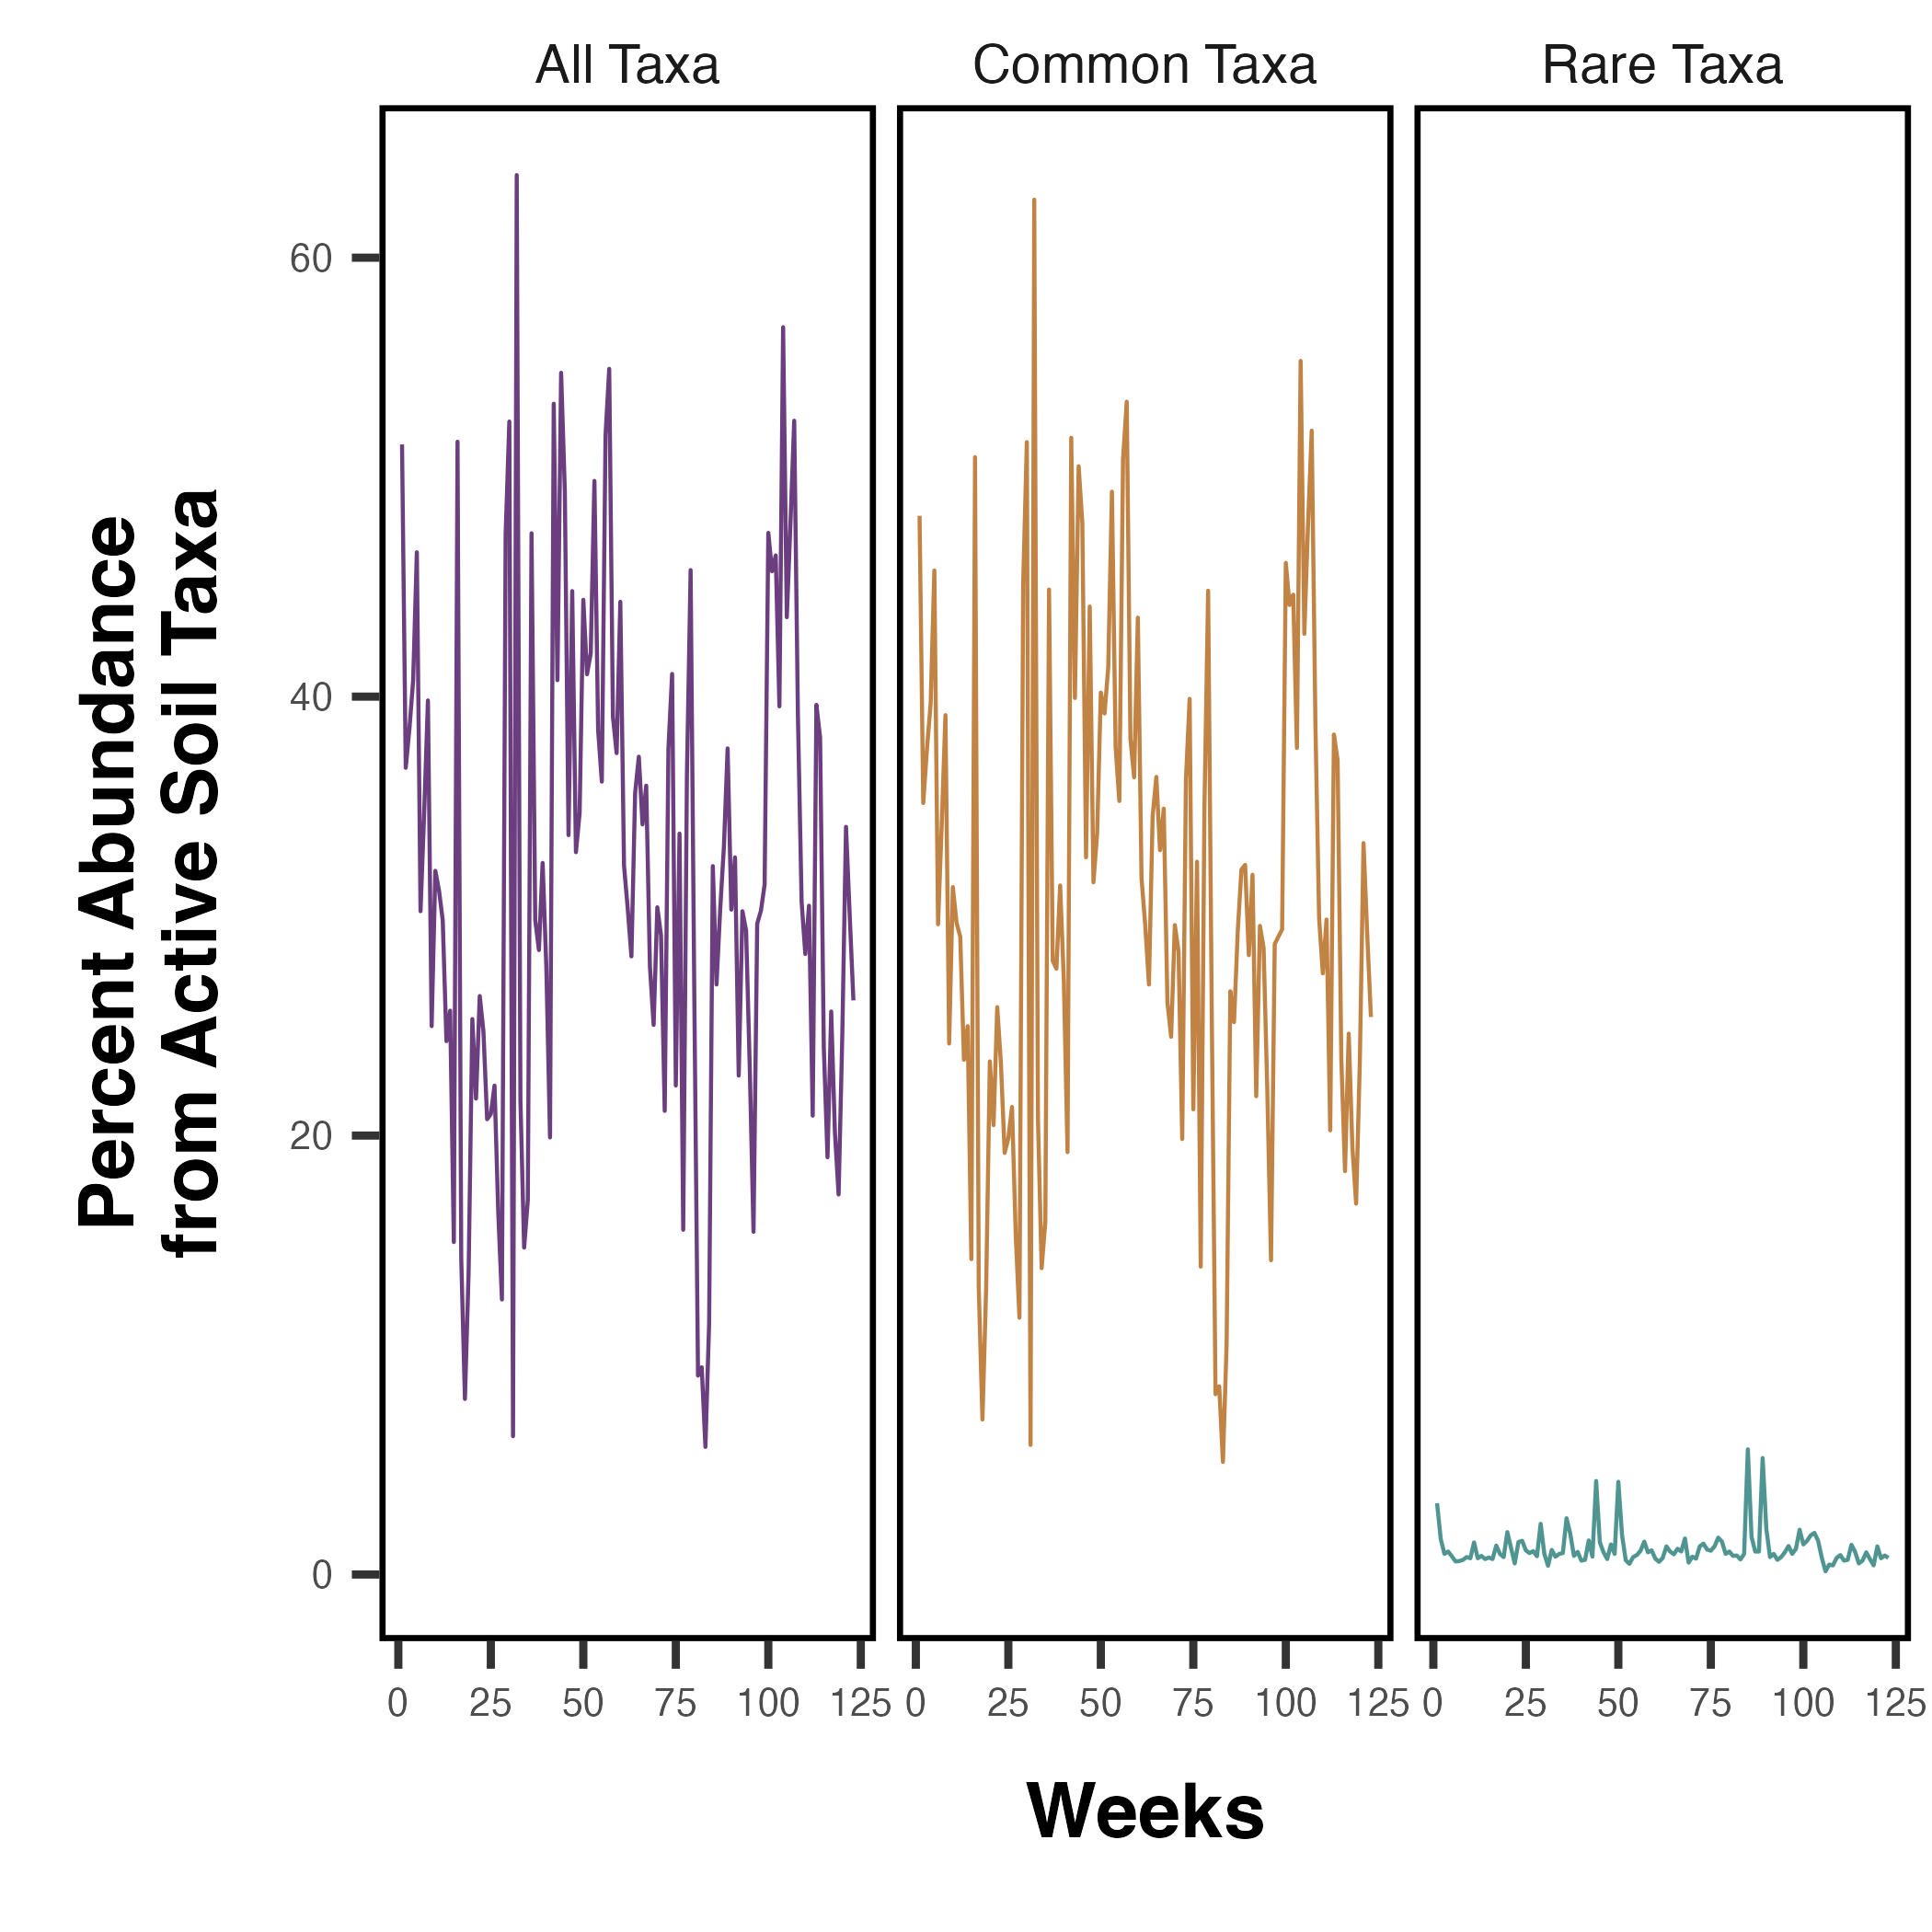 All Taxa
Common Taxa
Rare Taxa
Percent Abundance
from Active Soil Taxa
60
40
20
0
0 25 50 75 100 125
0 25 50 75 100 125
0 25 50 75 100 125
Weeks